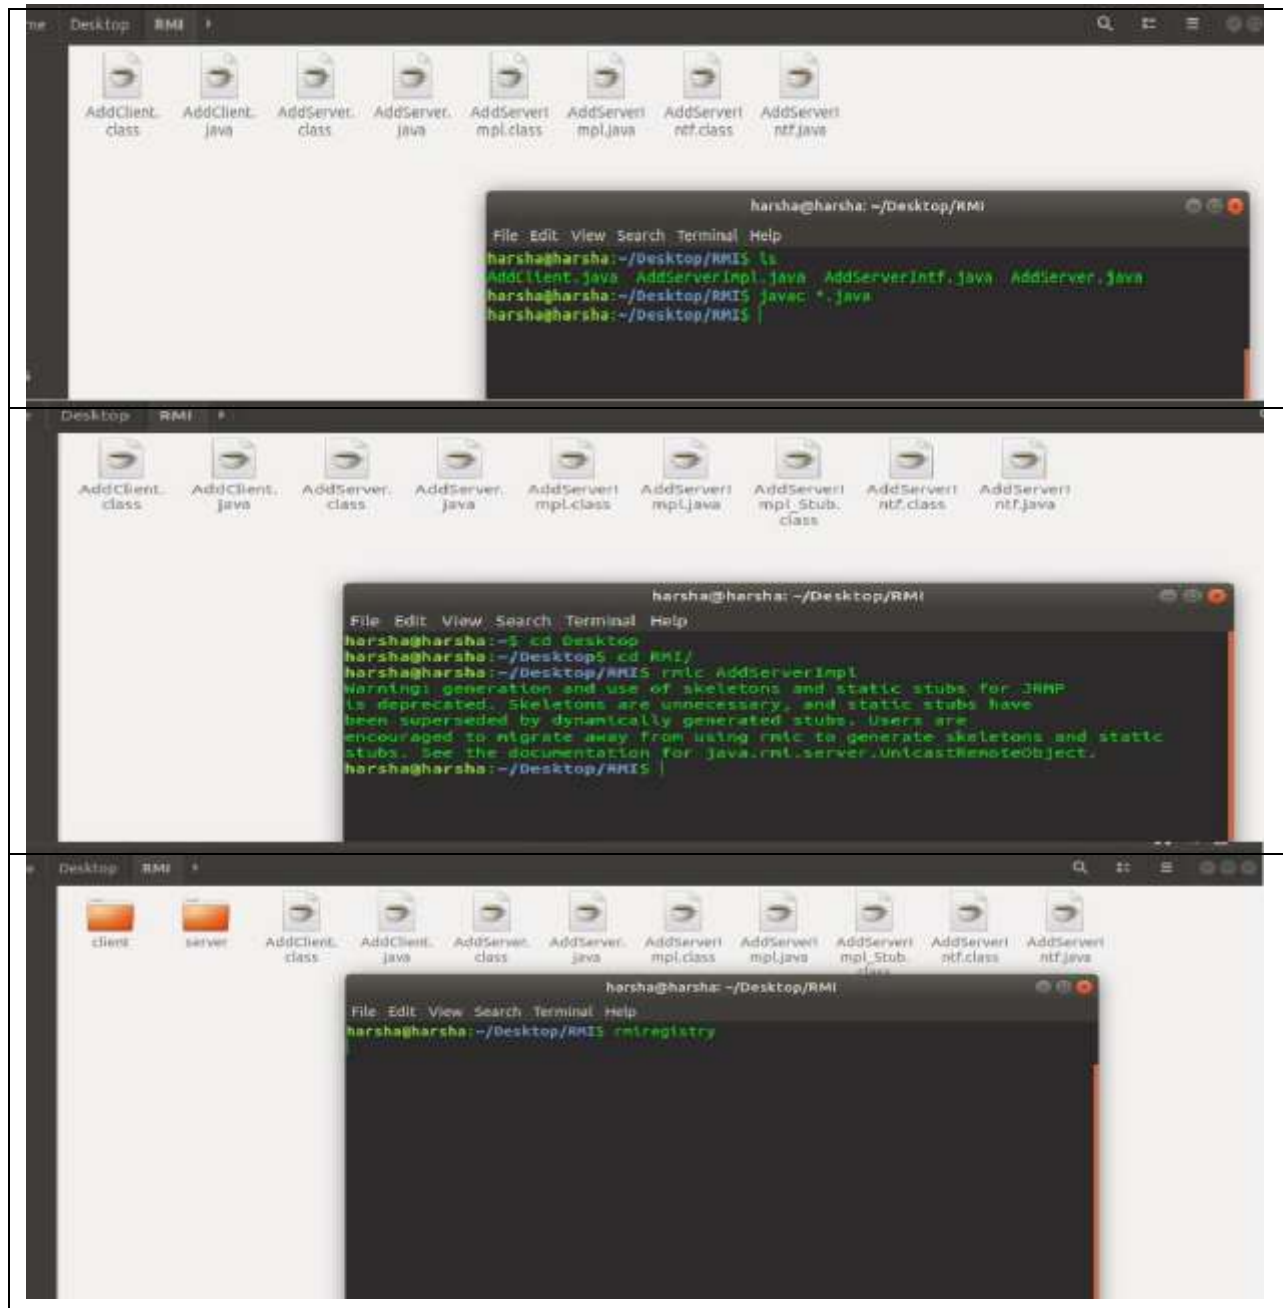 Desktop RMI
AddClient. AddClient. AddServer. AddServer. AddServerI AddServerI AddServerI AddServerI
class java class java mpl.class mpl.java ntf.class ntf.java
harsha@harsha: ~/Desktop/RMI
File Edit View Search Terminal Help
harsha@harsha:~/Desktop/RMI$ ls
AddClient.java AddServerImpl.java AddServerIntf.java AddServer.java
harsha@harsha:~/Desktop/RMI$ javac *.java
harsha@harsha:~/Desktop/RMI$
Desktop RMI
AddClient. AddClient. AddServer. AddServer. AddServerI AddServerI AddServerI AddServerI AddServerI
class java class java mpl.class mpl.java mpl_Stub. ntf.class ntf.java
class
harsha@harsha: ~/Desktop/RMI
File Edit View Search Terminal Help
harsha@harsha:~$ cd Desktop
harsha@harsha:~/Desktop$ cd RMI/
harsha@harsha:~/Desktop/RMI$ rmic AddServerImpl
Warning: generation and use of skeletons and static stubs for JRMP
is deprecated. Skeletons are unnecessary, and static stubs have
been superseded by dynamically generated stubs. Users are
encouraged to migrate away from using rmic to generate skeletons and static
stubs. See the documentation for java.rmi.server.UnicastRemoteObject.
harsha@harsha:~/Desktop/RMI$
Desktop RMI
client server AddClient. AddClient. AddServer. AddServer. AddServerI AddServerI AddServerI AddServerI AddServerI
class java class java mpl.class mpl.java mpl_Stub. ntf.class ntf.java
class
harsha@harsha: ~/Desktop/RMI
File Edit View Search Terminal Help
harsha@harsha:~/Desktop/RMI$ rmiregistry